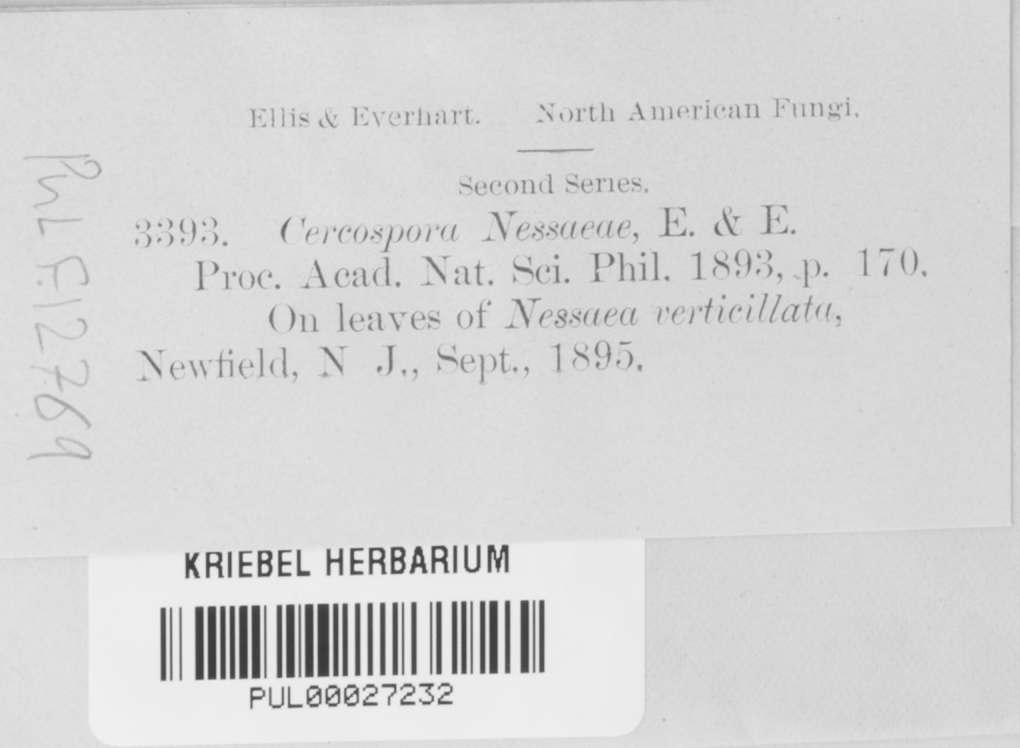 Ellis & Everhart. North American Fungi.
Second Series.
3393. Cercospora Nessaeae, E. & E.
Proc. Acad. Nat. Sci. Phil. 1893, p. 170.
On leaves of Nessaea verticillata,
Newfield, N J., Sept., 1895.
PUL F12769
KRIEBEL HERBARIUM
PUL00027232